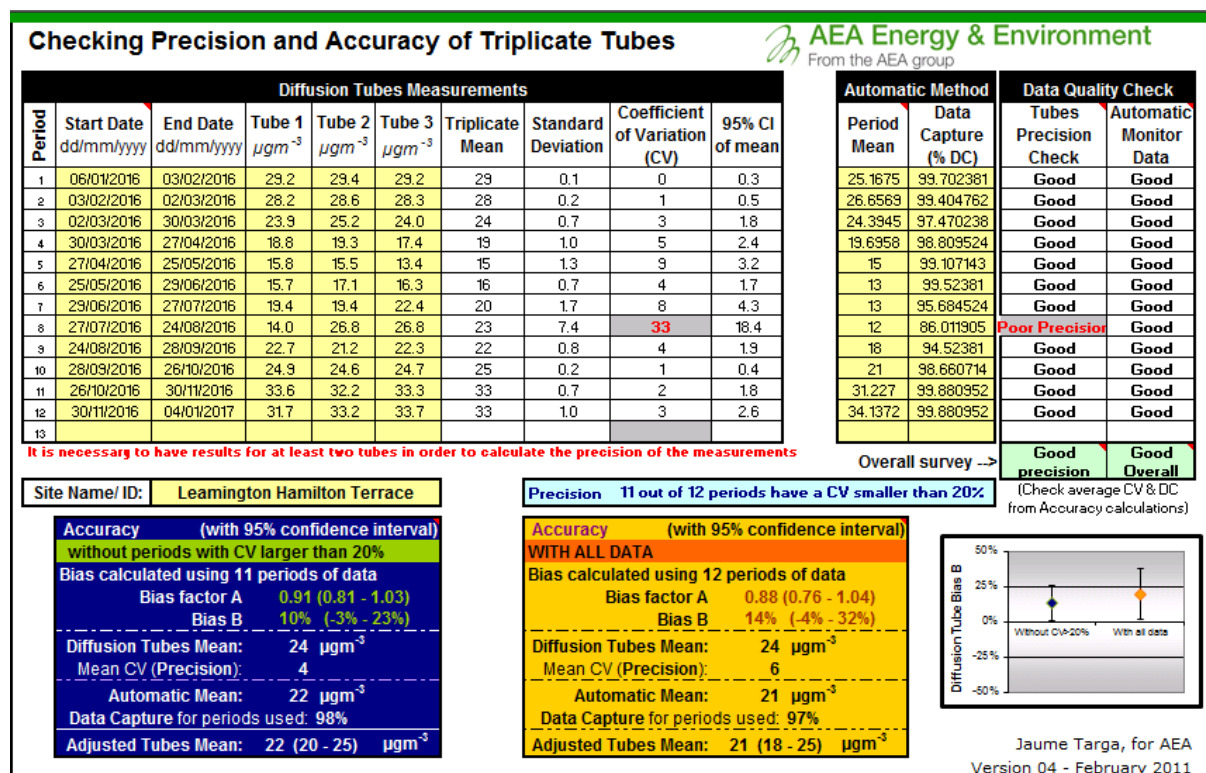 Checking Precision and Accuracy of Triplicate Tubes
AEA Energy & Environment
From the AEA group
Diffusion Tubes Measurements
Automatic Method
Data Quality Check
Period
Start Date dd/mm/yyyy
End Date dd/mm/yyyy
Tube 1 µgm-3
Tube 2 µgm-3
Tube 3 µgm-3
Triplicate Mean
Standard Deviation
Coefficient of Variation (CV)
95% CI of mean
Period Mean
Data Capture (% DC)
Tubes Precision Check
Automatic Monitor Data
1 06/01/2016 03/02/2016 29.2 29.4 29.2 29 0.1 0 0.3 25.1675 99.702381 Good Good
2 03/02/2016 02/03/2016 28.2 28.6 28.3 28 0.2 1 0.5 26.6569 99.404762 Good Good
3 02/03/2016 30/03/2016 23.9 25.2 24.0 24 0.7 3 1.8 24.3945 97.470238 Good Good
4 30/03/2016 27/04/2016 18.8 19.3 17.4 19 1.0 5 2.4 19.6958 98.809524 Good Good
5 27/04/2016 25/05/2016 15.8 15.5 13.4 15 1.3 9 3.2 15 99.107143 Good Good
6 25/05/2016 29/06/2016 15.7 17.1 16.3 16 0.7 4 1.7 13 99.52381 Good Good
7 29/06/2016 27/07/2016 19.4 19.4 22.4 20 1.7 8 4.3 13 95.684524 Good Good
8 27/07/2016 24/08/2016 14.0 26.8 26.8 23 7.4 33 18.4 12 86.011905 Poor Precision Good
9 24/08/2016 28/09/2016 22.7 21.2 22.3 22 0.8 4 1.9 18 94.52381 Good Good
10 28/09/2016 26/10/2016 24.9 24.6 24.7 25 0.2 1 0.4 21 98.660714 Good Good
11 26/10/2016 30/11/2016 33.6 32.2 33.3 33 0.7 2 1.8 31.227 99.880952 Good Good
12 30/11/2016 04/01/2017 31.7 33.2 33.7 33 1.0 3 2.6 34.1372 99.880952 Good Good
13
It is necessary to have results for at least two tubes in order to calculate the precision of the measurements
Overall survey --> Good precision Good Overall
Site Name/ ID: Leamington Hamilton Terrace
Precision 11 out of 12 periods have a CV smaller than 20%
(Check average CV & DC
from Accuracy calculations)
Accuracy (with 95% confidence interval)
without periods with CV larger than 20%
Bias calculated using 11 periods of data
Bias factor A 0.91 (0.81 - 1.03)
Bias B 10% (-3% - 23%)
Diffusion Tubes Mean: 24 µgm-3
Mean CV (Precision): 4
Automatic Mean: 22 µgm-3
Data Capture for periods used: 98%
Adjusted Tubes Mean: 22 (20 - 25) µgm-3
Accuracy (with 95% confidence interval)
WITH ALL DATA
Bias calculated using 12 periods of data
Bias factor A 0.88 (0.76 - 1.04)
Bias B 14% (-4% - 32%)
Diffusion Tubes Mean: 24 µgm-3
Mean CV (Precision): 6
Automatic Mean: 21 µgm-3
Data Capture for periods used: 97%
Adjusted Tubes Mean: 21 (18 - 25) µgm-3
Diffusion Tube Bias B
50%
25%
0%
-25%
-50%
Without CV>20%
With all data
Jaume Targa, for AEA
Version 04 - February 2011